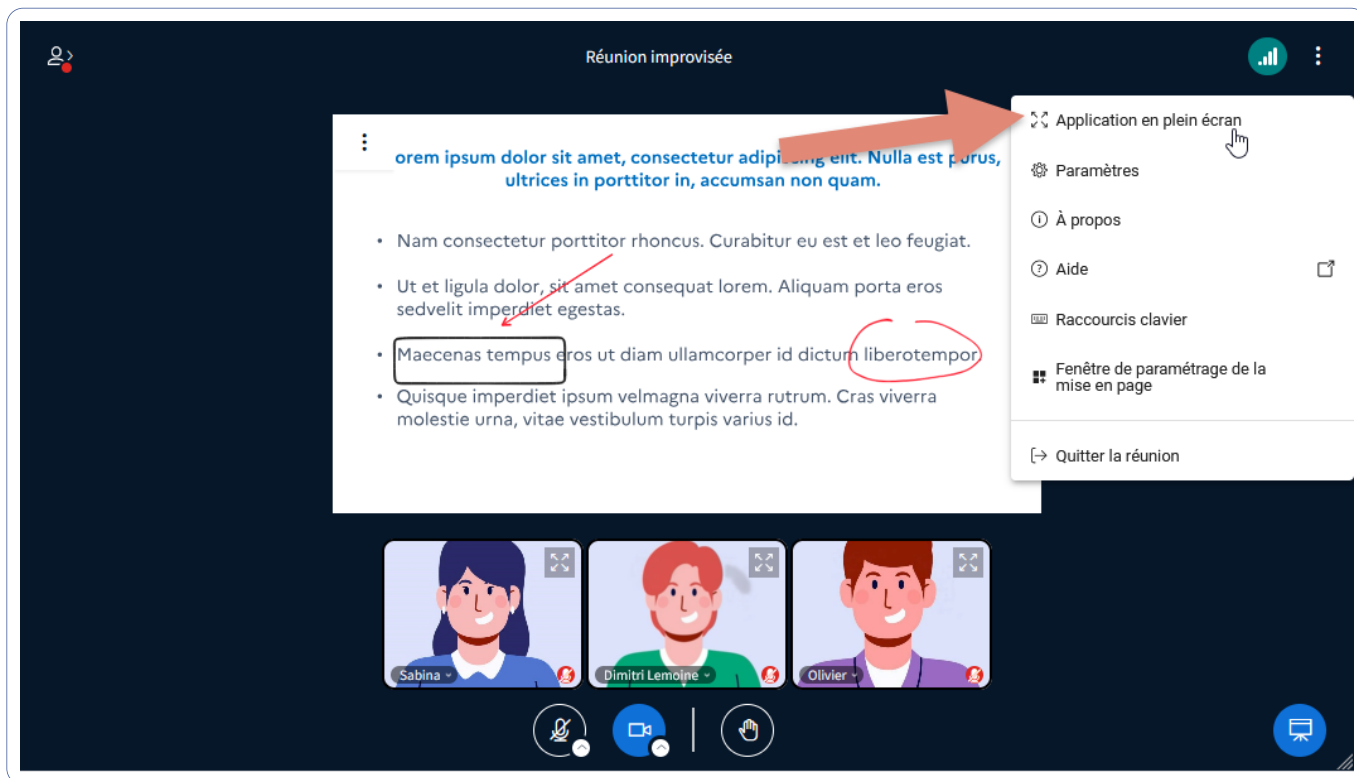 Réunion improvisée
Application en plein écran
Paramètres
À propos
Aide
Raccourcis clavier
Fenêtre de paramétrage de la
mise en page
Quitter la réunion
orem ipsum dolor sit amet, consectetur adipiscing elit. Nulla est purus,
ultrices in porttitor in, accumsan non quam.
• Nam consectetur porttitor rhoncus. Curabitur eu est et leo feugiat.
• Ut et ligula dolor, sit amet consequat lorem. Aliquam porta eros
sedvelit imperdiet egestas.
• Maecenas tempus eros ut diam ullamcorper id dictum liberotempor
• Quisque imperdiet ipsum velmagna viverra rutrum. Cras viverra
molestie urna, vitae vestibulum turpis varius id.
Sabina
Dimitri Lemoine
Olivier